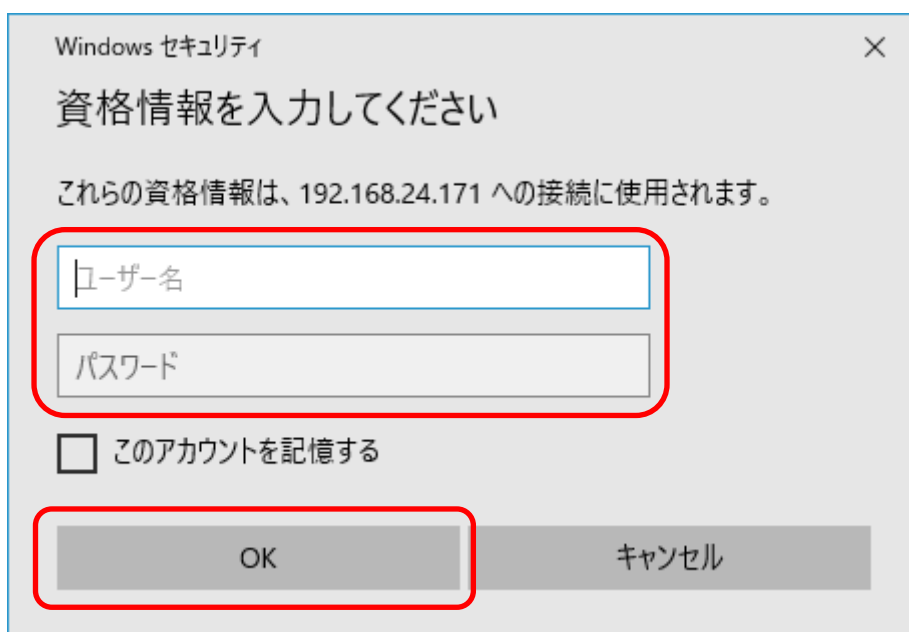 Windows セキュリティ
資格情報を入力してください
これらの資格情報は、192.168.24.171 への接続に使用されます。
ユーザー名
パスワード
このアカウントを記憶する
OK
キャンセル